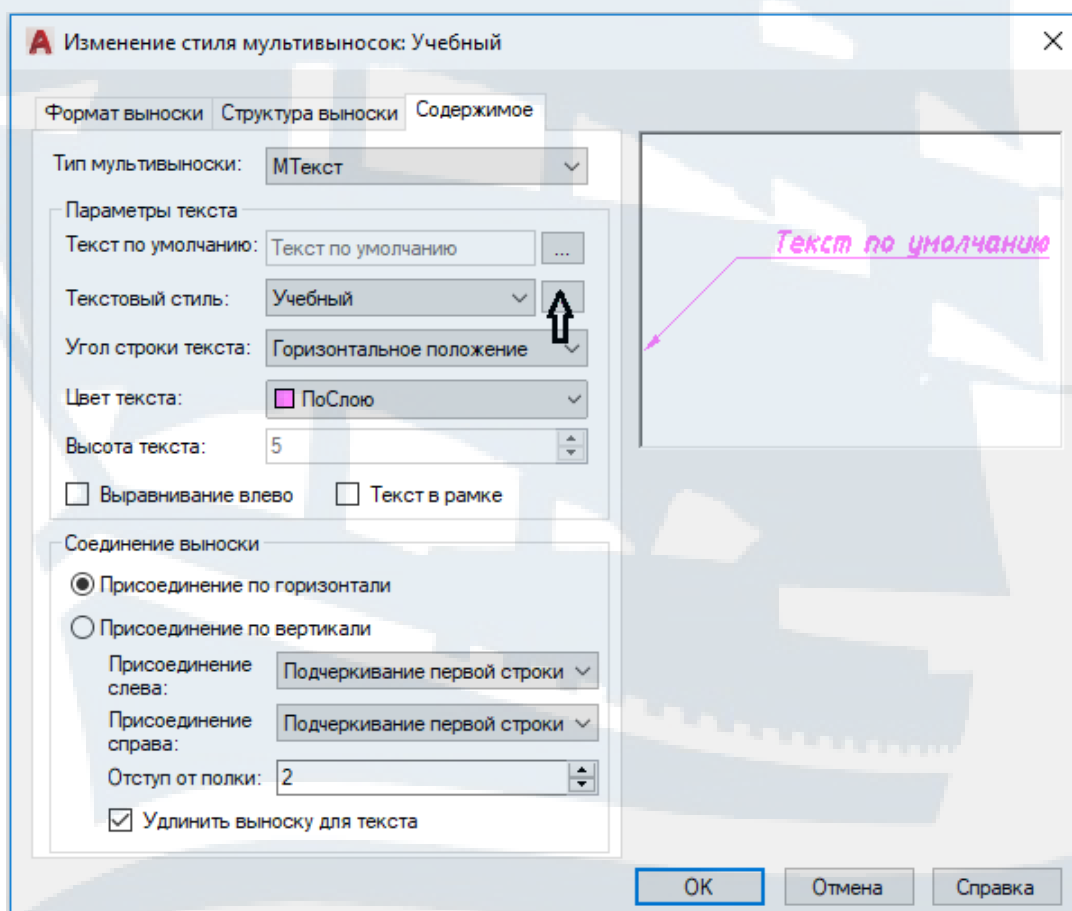 Изменение стиля мультивыносок: Учебный
Формат выноски Структура выноски Содержимое
Тип мультивыноски: МТекст
Параметры текста
Текст по умолчанию: Текст по умолчанию ...
Текст по умолчанию
Текстовый стиль: Учебный
Угол строки текста: Горизонтальное положение
Цвет текста: ПоСлою
Высота текста: 5
Выравнивание влево Текст в рамке
Соединение выноски
Присоединение по горизонтали
Присоединение по вертикали
Присоединение
слева: Подчеркивание первой строки
Присоединение
справа: Подчеркивание первой строки
Отступ от полки: 2
Удлинить выноску для текста
OK Отмена Справка